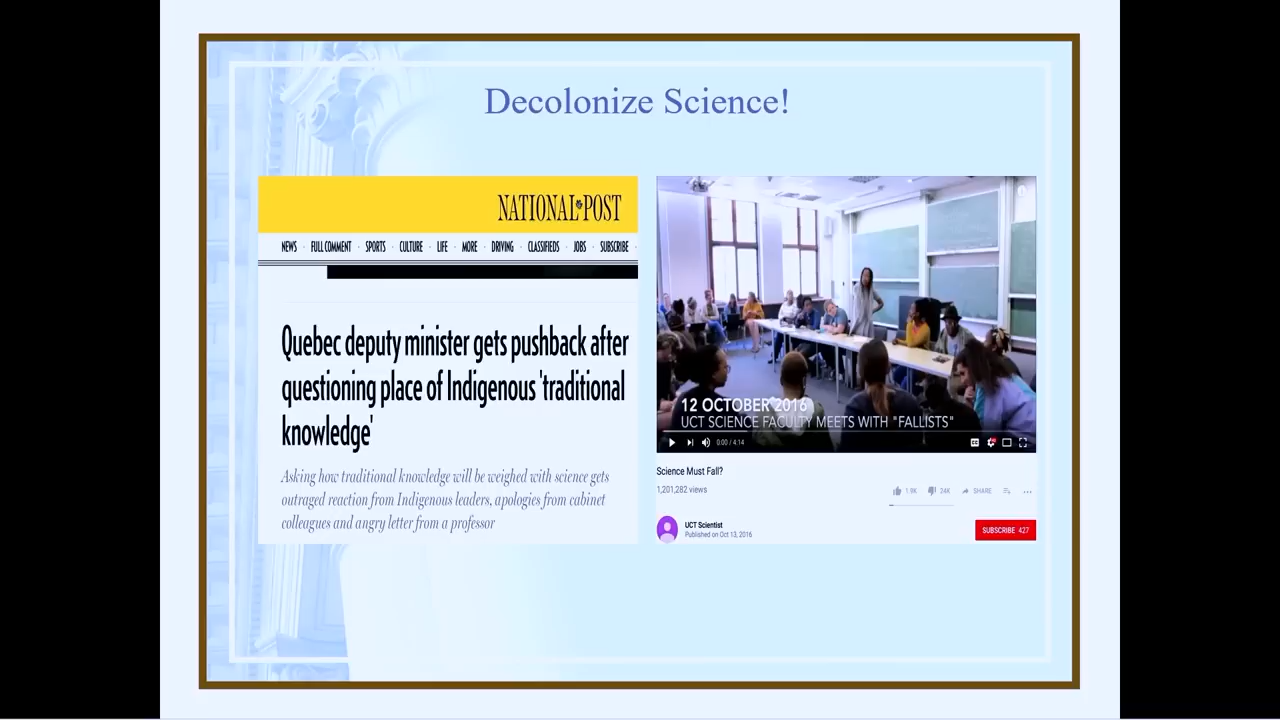 Decolonize Science!
NATIONAL POST
NEWS · FULL COMMENT · SPORTS · CULTURE · LIFE · MORE · DRIVING · CLASSIFIEDS · JOBS · SUBSCRIBE ·
Quebec deputy minister gets pushback after
questioning place of Indigenous 'traditional
knowledge'
Asking how traditional knowledge will be weighed with science gets
outraged reaction from Indigenous leaders, apologies from cabinet
colleagues and angry letter from a professor
12 OCTOBER 2016
UCT SCIENCE FACULTY MEETS WITH "FALLISTS"
0:00 / 4:14
Science Must Fall?
1,201,282 views
1.9K 24K SHARE
UCT Scientist
Published on Oct 13, 2016
SUBSCRIBE 427